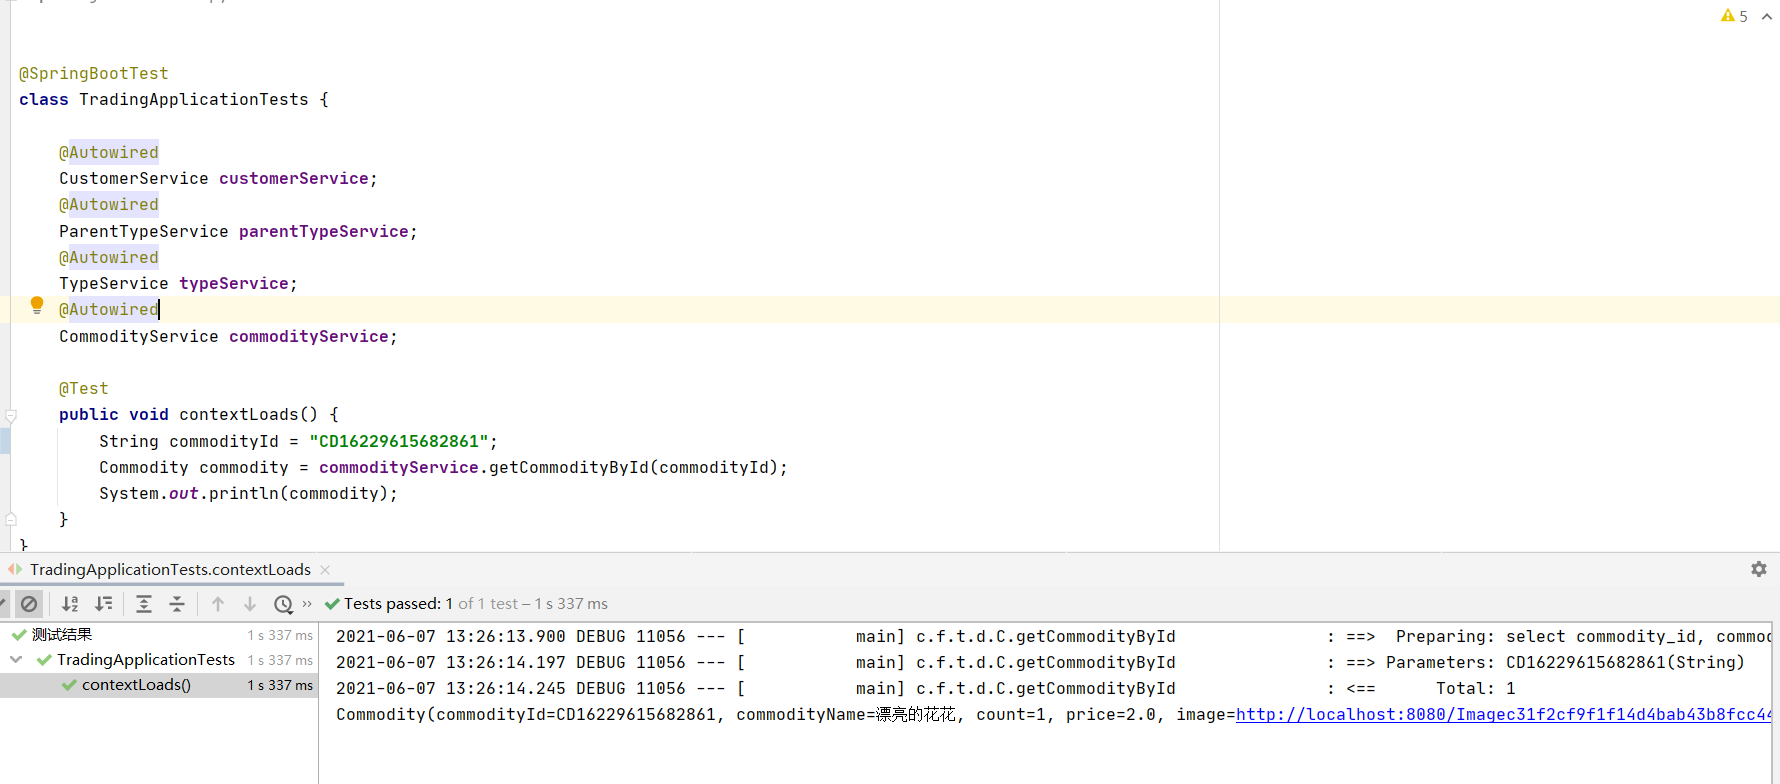 5
@SpringBootTest
class TradingApplicationTests {
@Autowired
CustomerService customerService;
@Autowired
ParentTypeService parentTypeService;
@Autowired
TypeService typeService;
@Autowired
CommodityService commodityService;
@Test
public void contextLoads() {
String commodityId = "CD16229615682861";
Commodity commodity = commodityService.getCommodityById(commodityId);
System.out.println(commodity);
}
}
TradingApplicationTests.contextLoads
Tests passed: 1 of 1 test – 1 s 337 ms
测试结果 1 s 337 ms
TradingApplicationTests 1 s 337 ms
contextLoads() 1 s 337 ms
2021-06-07 13:26:13.900 DEBUG 11056 --- [           main] c.f.t.d.C.getCommodityById               : ==>  Preparing: select commodity_id, commod
2021-06-07 13:26:14.197 DEBUG 11056 --- [           main] c.f.t.d.C.getCommodityById               : ==> Parameters: CD16229615682861(String)
2021-06-07 13:26:14.245 DEBUG 11056 --- [           main] c.f.t.d.C.getCommodityById               : <==      Total: 1
Commodity(commodityId=CD16229615682861, commodityName=漂亮的花花, count=1, price=2.0, image=http://localhost:8080/Imagec31f2cf9f1f14d4bab43b8fcc44